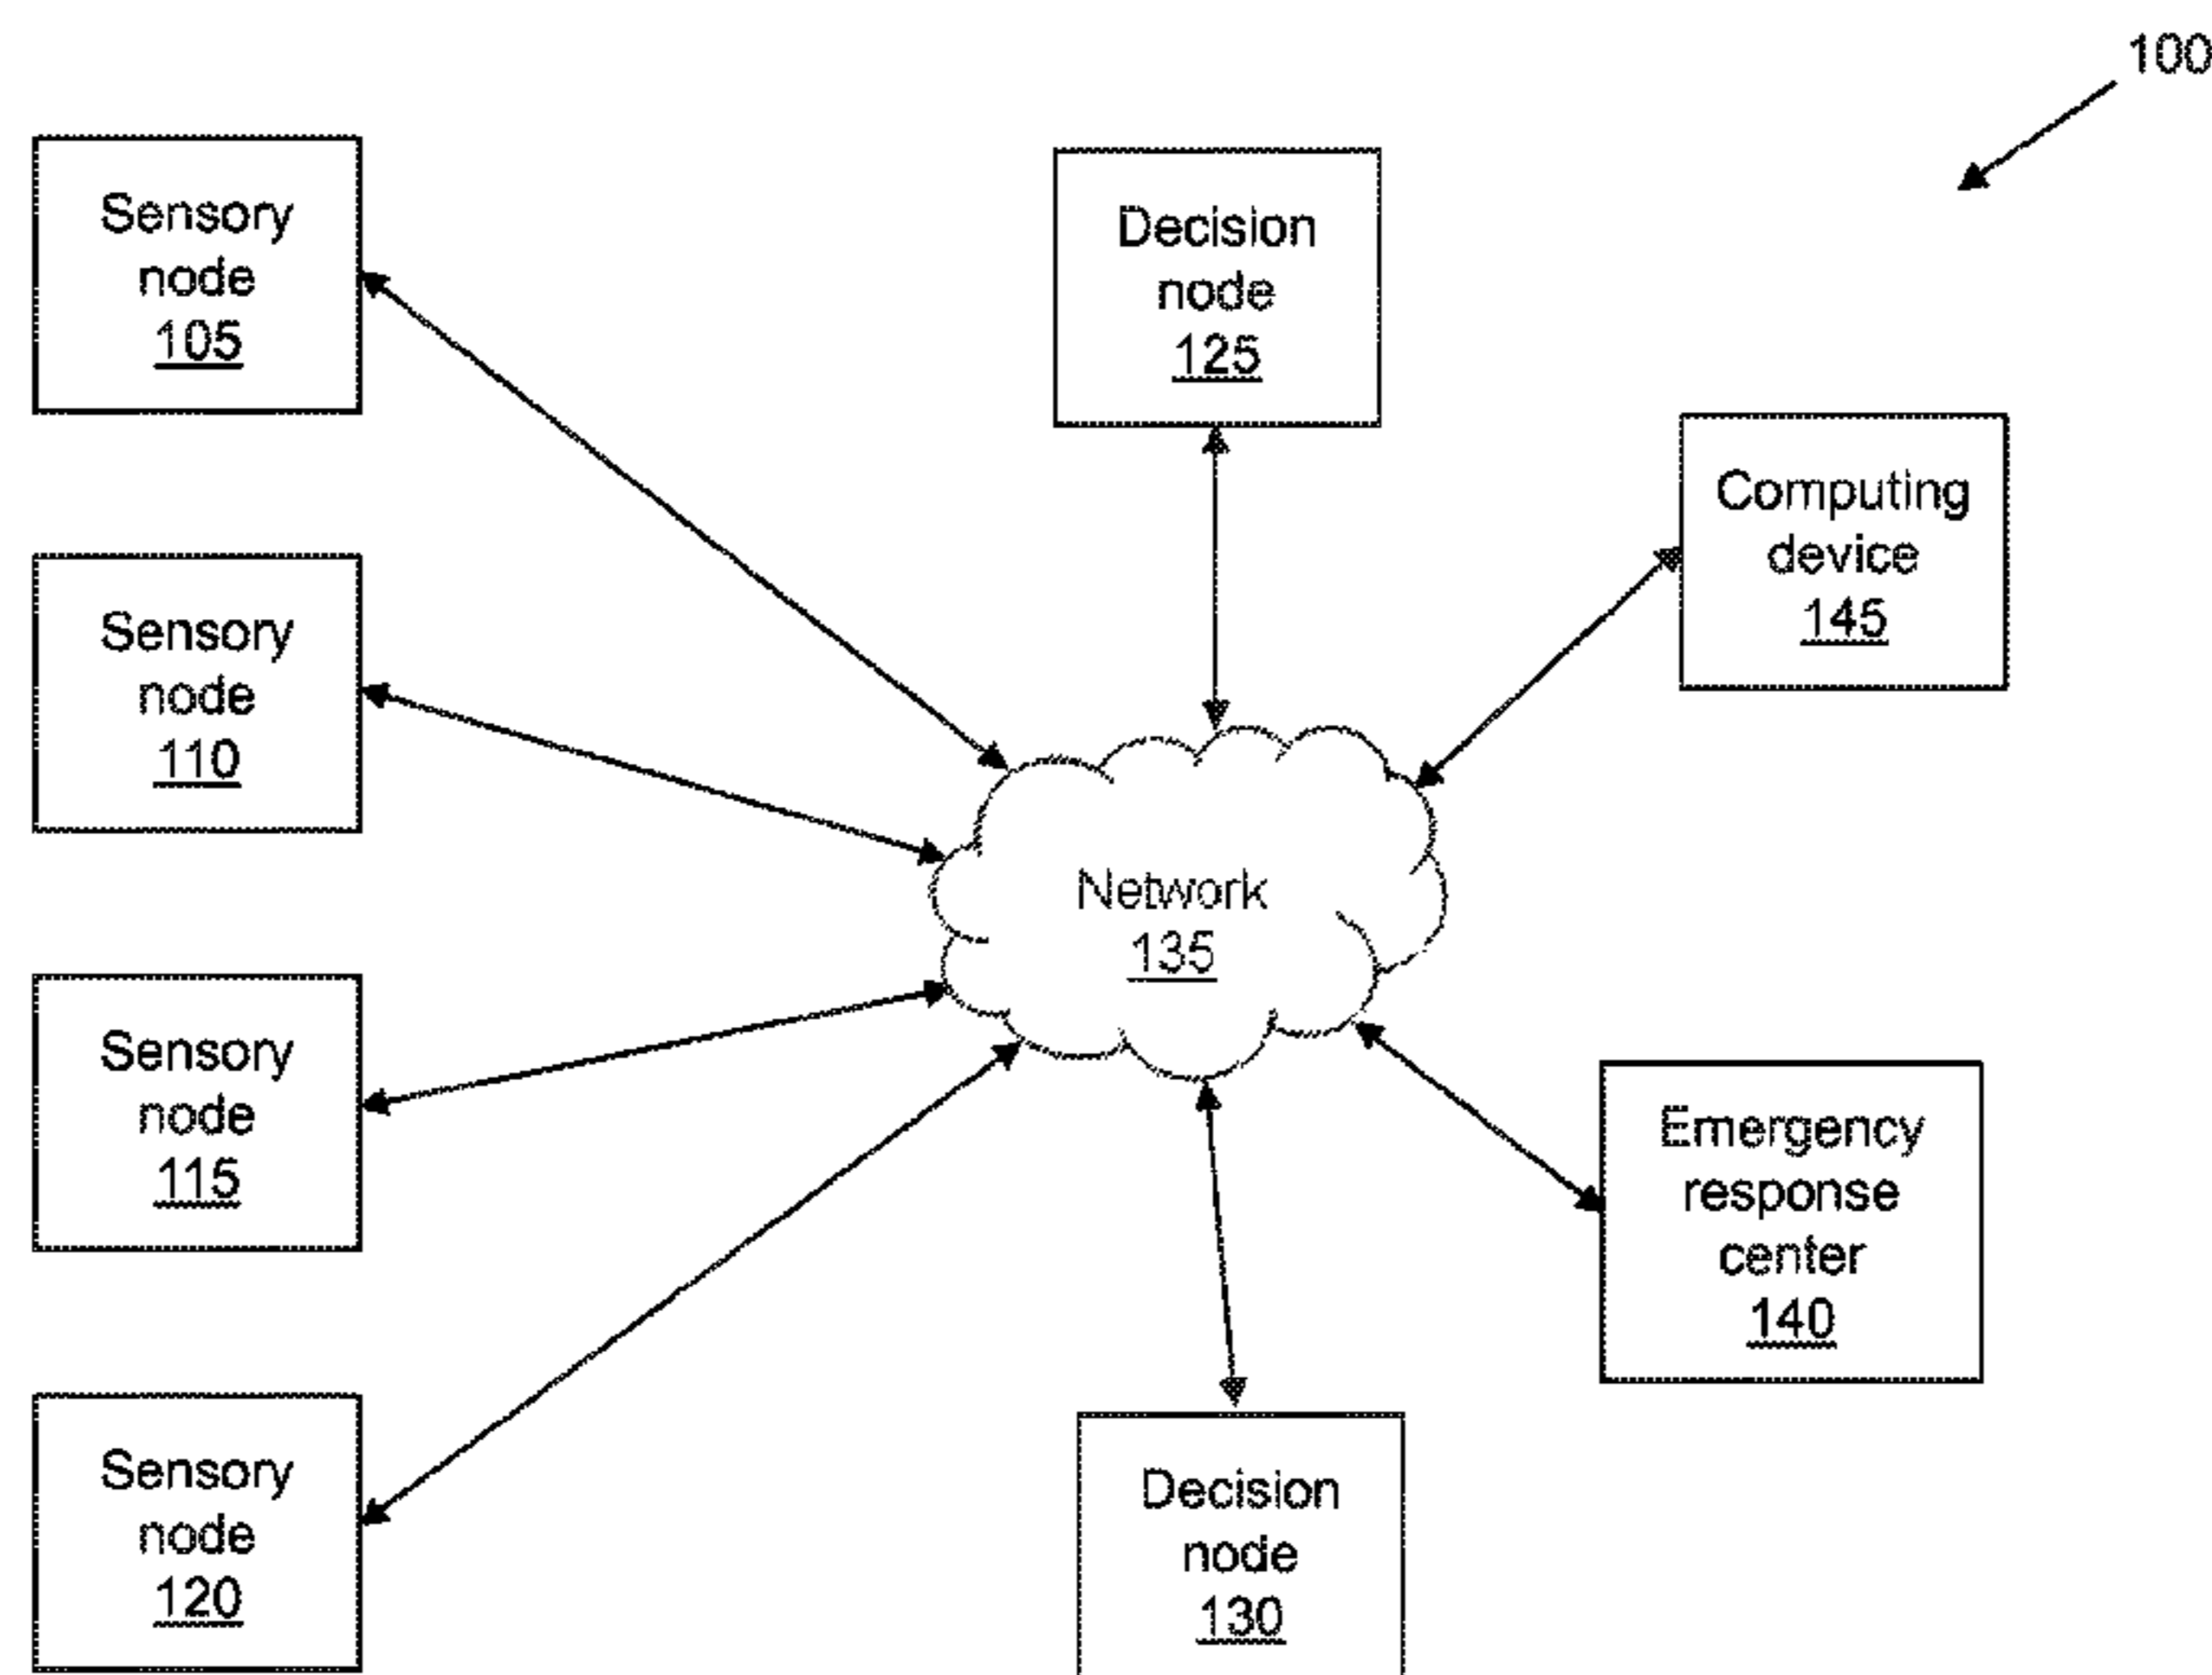 100
Sensory
node
105
Decision
node
125
Computing
device
145
Sensory
node
110
Network
135
Sensory
node
115
Emergency
response
center
140
Sensory
node
120
Decision
node
130